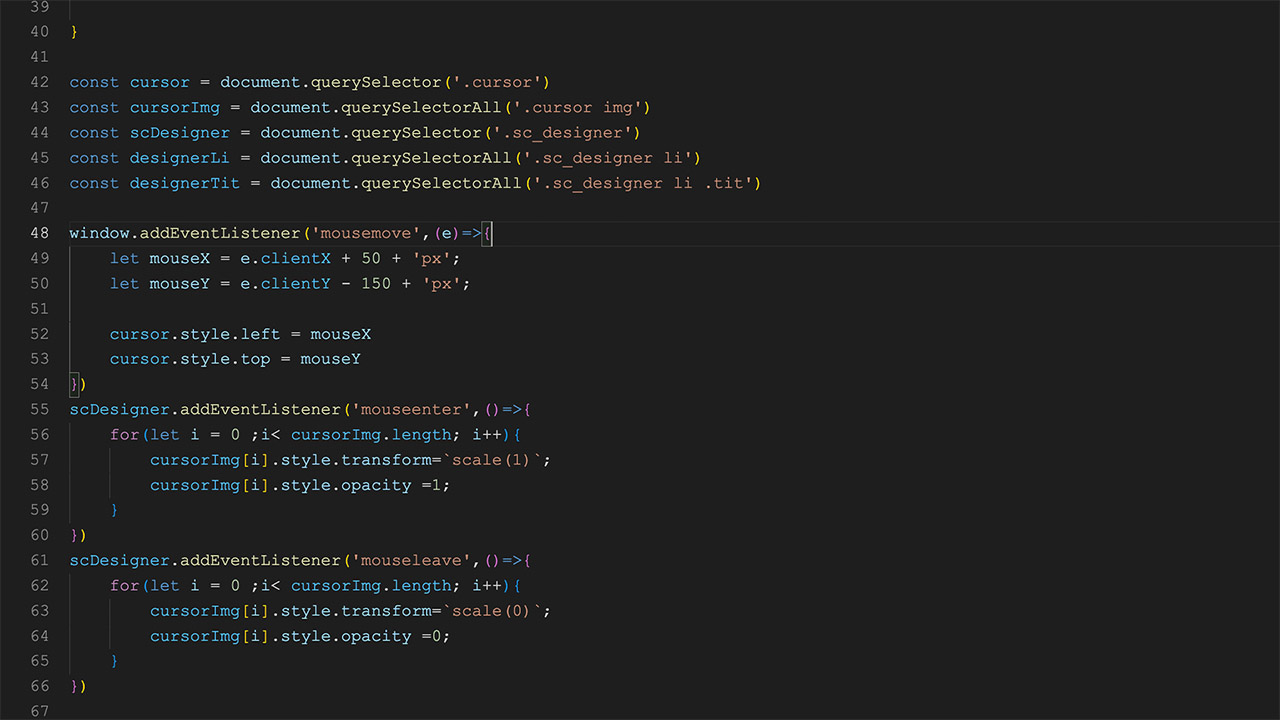 39
40 }
41
42 const cursor = document.querySelector('.cursor')
43 const cursorImg = document.querySelectorAll('.cursor img')
44 const scDesigner = document.querySelector('.sc_designer')
45 const designerLi = document.querySelectorAll('.sc_designer li')
46 const designerTit = document.querySelectorAll('.sc_designer li .tit')
47
48 window.addEventListener('mousemove',(e)=>{
49     let mouseX = e.clientX + 50 + 'px';
50     let mouseY = e.clientY - 150 + 'px';
51
52     cursor.style.left = mouseX
53     cursor.style.top = mouseY
54 })
55 scDesigner.addEventListener('mouseenter',()=>{
56     for(let i = 0 ;i< cursorImg.length; i++){
57         cursorImg[i].style.transform=`scale(1)`;
58         cursorImg[i].style.opacity =1;
59     }
60 })
61 scDesigner.addEventListener('mouseleave',()=>{
62     for(let i = 0 ;i< cursorImg.length; i++){
63         cursorImg[i].style.transform=`scale(0)`;
64         cursorImg[i].style.opacity =0;
65     }
66 })
67